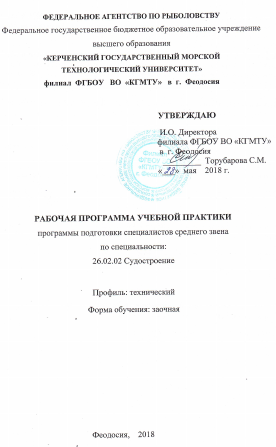 ФЕДЕРАЛЬНОЕ АГЕНТСТВО ПО РЫБОЛОВСТВУ
Федеральное государственное бюджетное образовательное учреждение
высшего образования
«КЕРЧЕНСКИЙ ГОСУДАРСТВЕННЫЙ МОРСКОЙ
ТЕХНОЛОГИЧЕСКИЙ УНИВЕРСИТЕТ»
филиал ФГБОУ ВО «КГМТУ» в г. Феодосия
УТВЕРЖДАЮ
И.О. Директора
филиала ФГБОУ ВО «КГМТУ»
в г. Феодосия
Торубарова С.М.
мая 2018 г.
РАБОЧАЯ ПРОГРАММА УЧЕБНОЙ ПРАКТИКИ
программы подготовки специалистов среднего звена
по специальности:
26.02.02 Судостроение
Профиль: технический
Форма обучения: заочная
Феодосия, 2018